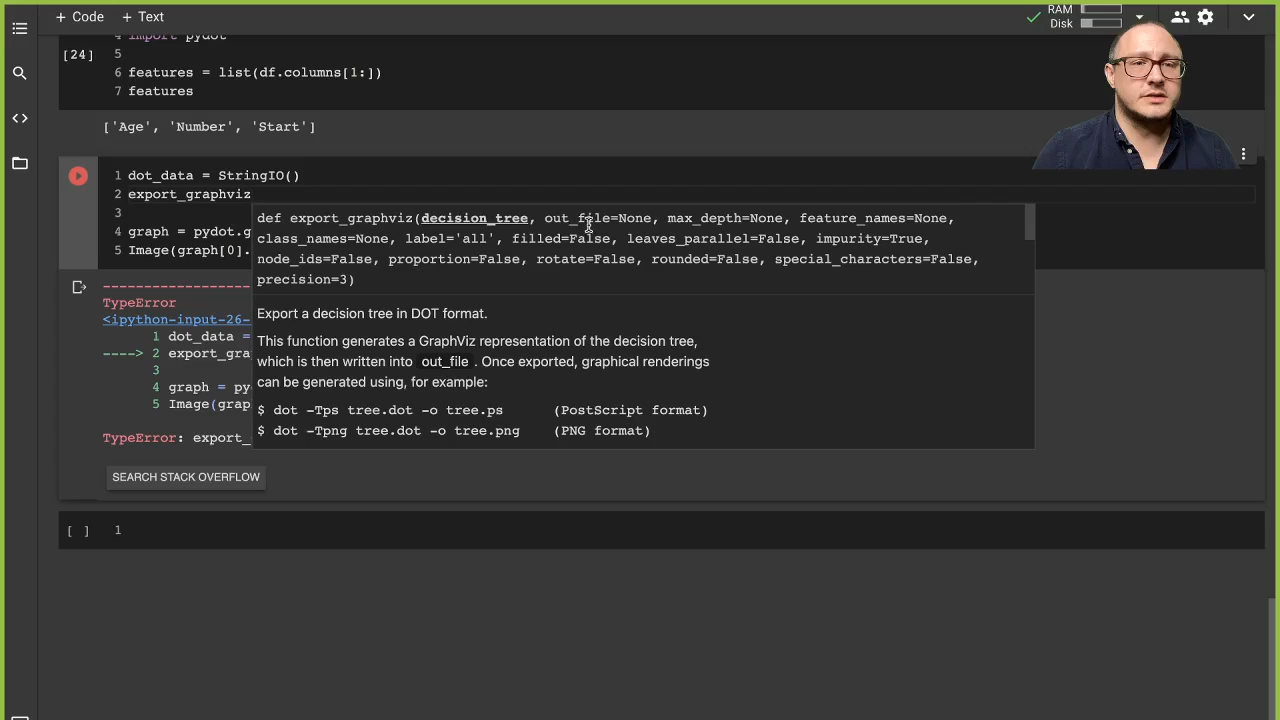 + Code + Text
RAM
Disk
4 import pydot
[24] 5
6 features = list(df.columns[1:])
7 features
['Age', 'Number', 'Start']
1 dot_data = StringIO()
2 export_graphviz
3
4 graph = pydot.g
5 Image(graph[0].
def export_graphviz(decision_tree, out_file=None, max_depth=None, feature_names=None,
class_names=None, label='all', filled=False, leaves_parallel=False, impurity=True,
node_ids=False, proportion=False, rotate=False, rounded=False, special_characters=False,
precision=3)
Export a decision tree in DOT format.
This function generates a GraphViz representation of the decision tree,
which is then written into out_file . Once exported, graphical renderings
can be generated using, for example:
$ dot -Tps tree.dot -o tree.ps (PostScript format)
$ dot -Tpng tree.dot -o tree.png (PNG format)
---------------------
TypeError
<ipython-input-26-
1 dot_data =
----> 2 export_gra
3
4 graph = py
5 Image(grap
TypeError: export_
SEARCH STACK OVERFLOW
[ ] 1